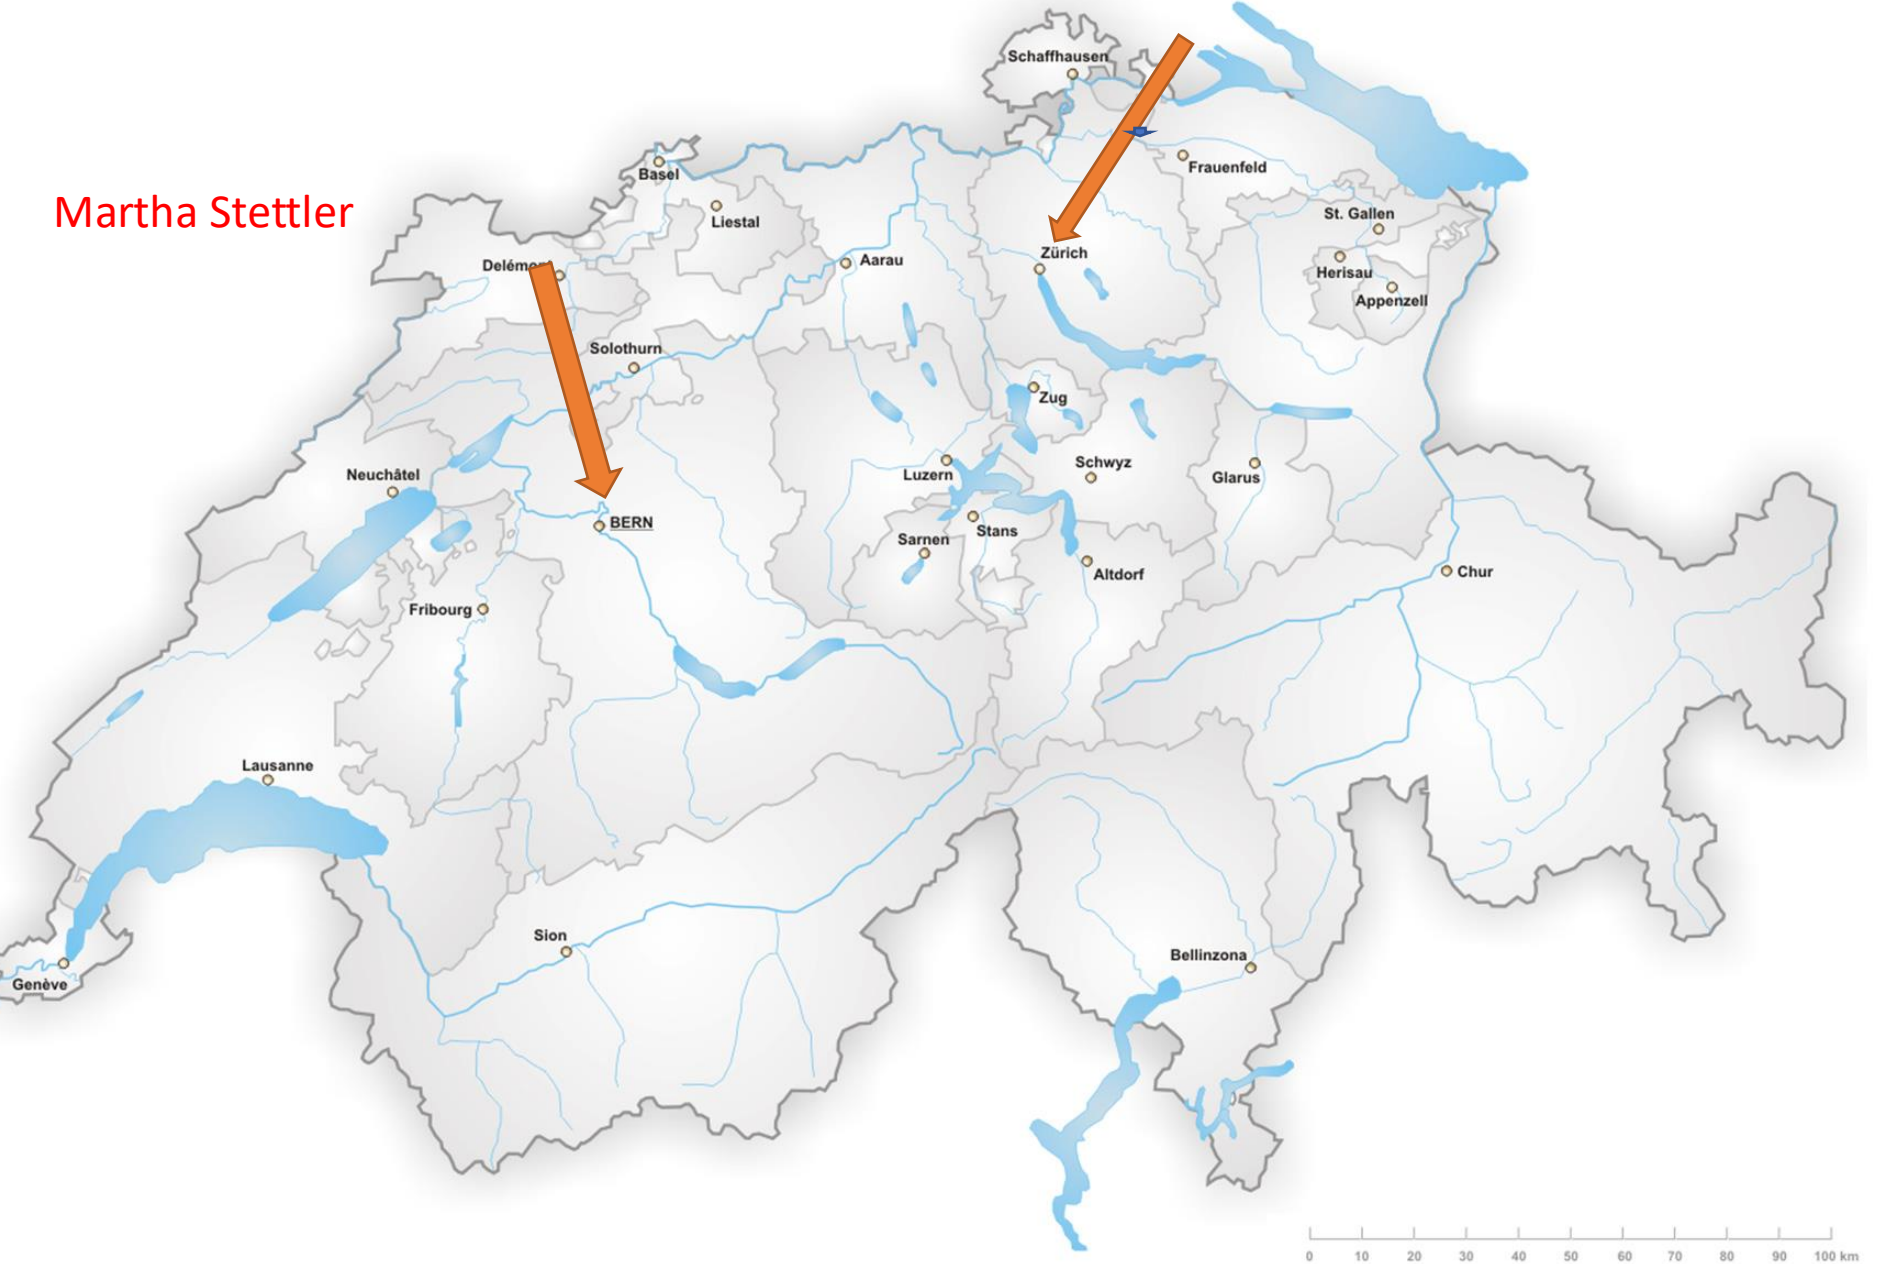 Schaffhausen
Basel
Frauenfeld
Martha Stettler
Liestal
St. Gallen
Delémon
Aarau
Zürich
Herisau
Appenzell
Solothurn
Zug
Neuchâtel
Luzern
Schwyz
Glarus
BERN
Stans
Sarnen
Altdorf
Chur
Fribourg
Lausanne
Sion
Bellinzona
Genève
0 10 20 30 40 50 60 70 80 90 100 km